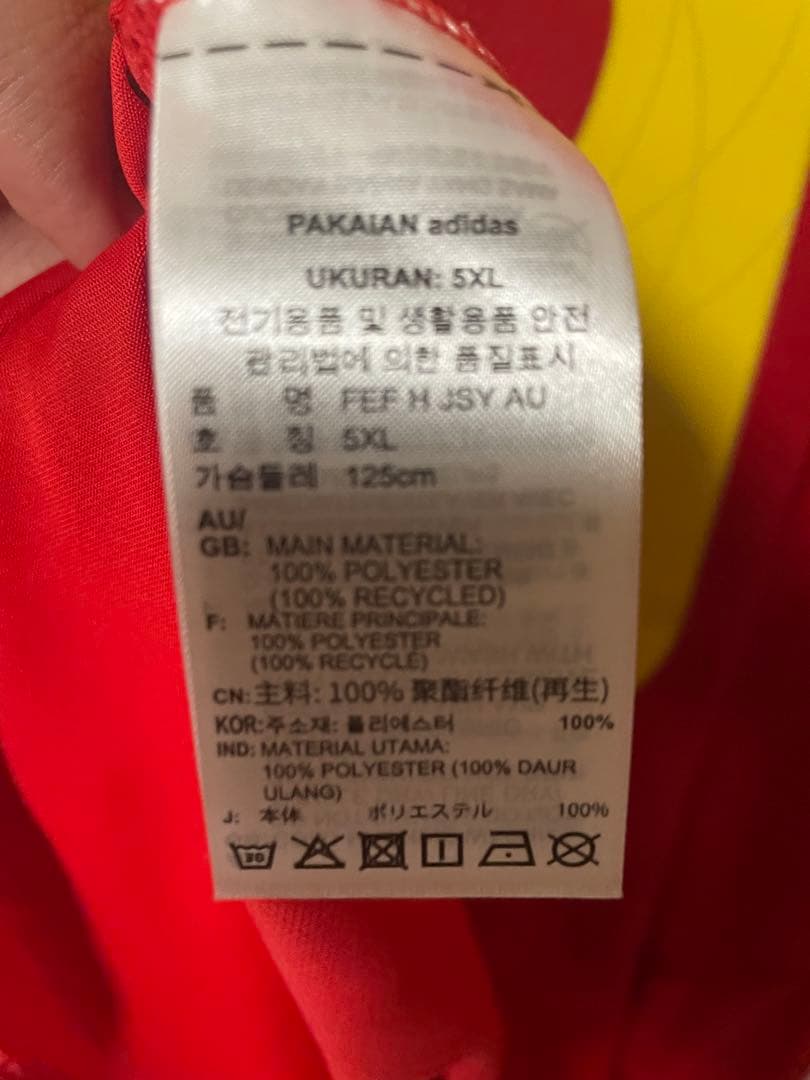 PAKAIAN adidas
UKURAN: 5XL
전기용품 및 생활용품 안전
관리법에 의한 품질표시
품 명 FEF H JSY AU
호 칭 5XL
가슴둘레 125cm
AU/
GB: MAIN MATERIAL:
100% POLYESTER
(100% RECYCLED)
F: MATIERE PRINCIPALE:
100% POLYESTER
(100% RECYCLE)
CN:主料: 100% 聚酯纤维(再生)
KOR:주소재: 폴리에스터 100%
IND: MATERIAL UTAMA:
100% POLYESTER (100% DAUR
ULANG)
J: 本体 ポリエステル 100%
30